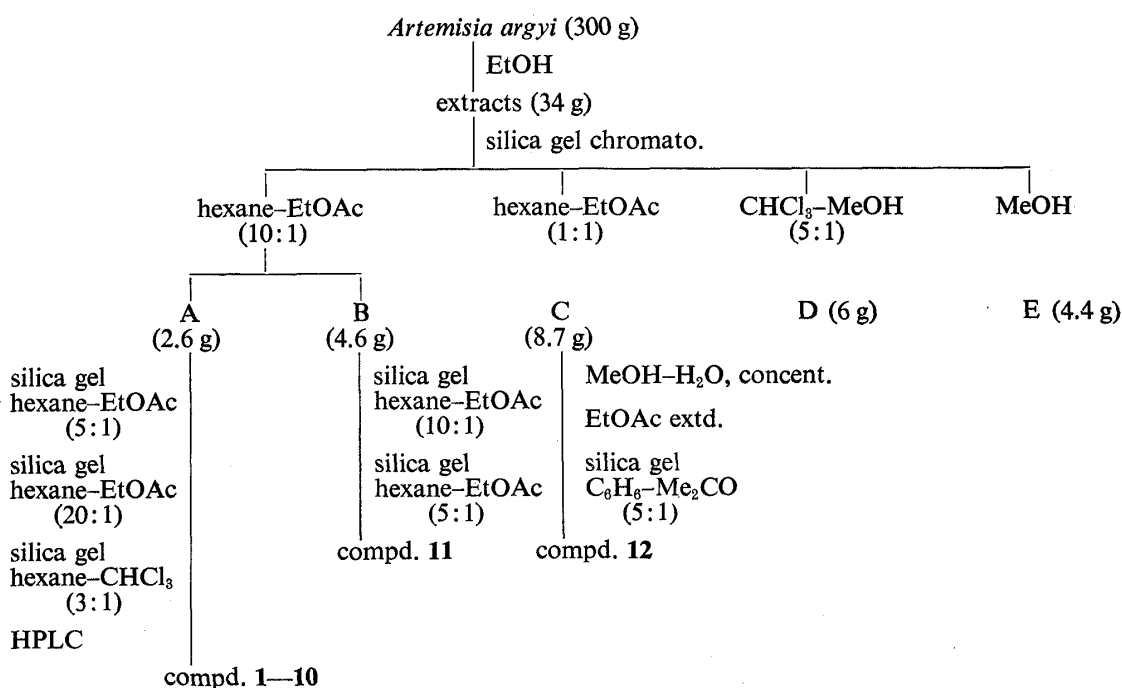 Artemisia argyi (300 g)
EtOH
extracts (34 g)
silica gel chromato.
hexane–EtOAc
(10:1)
hexane–EtOAc
(1:1)
CHCl₃–MeOH
(5:1)
MeOH
A
(2.6 g)
B
(4.6 g)
C
(8.7 g)
D (6 g)
E (4.4 g)
silica gel
hexane–EtOAc
(5:1)
silica gel
hexane–EtOAc
(20:1)
silica gel
hexane–CHCl₃
(3:1)
HPLC
compd. 1—10
silica gel
hexane–EtOAc
(10:1)
silica gel
hexane–EtOAc
(5:1)
compd. 11
MeOH–H₂O, concent.
EtOAc extd.
silica gel
C₆H₆–Me₂CO
(5:1)
compd. 12